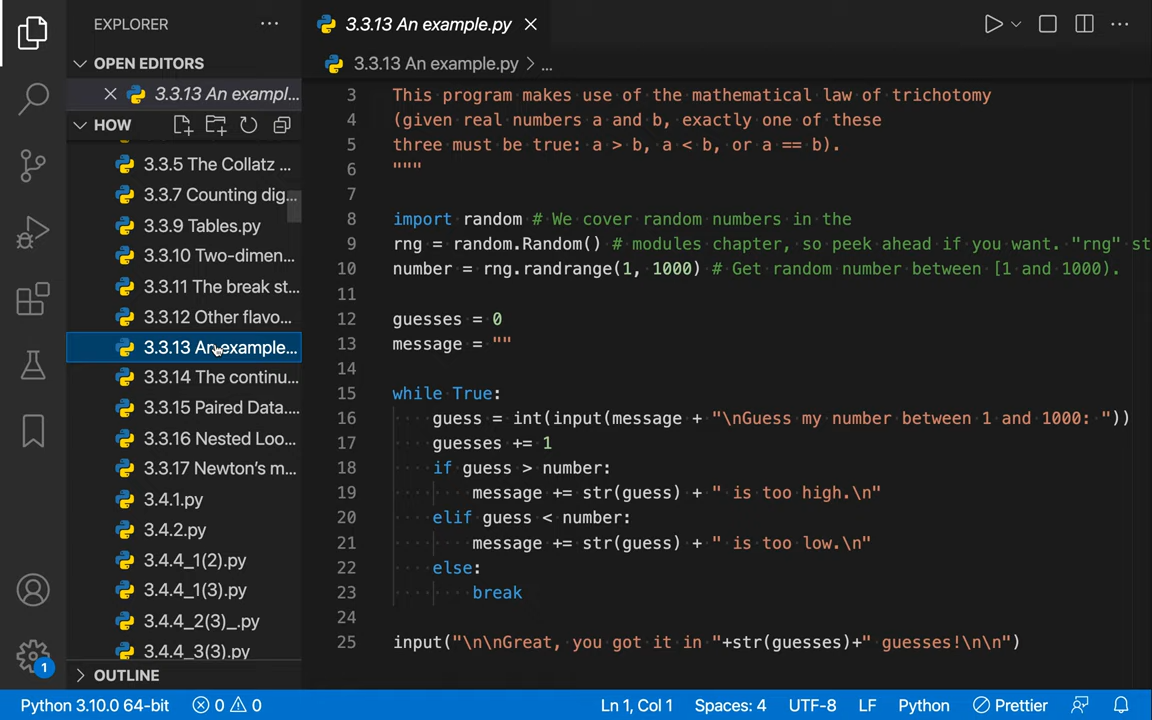 EXPLORER
OPEN EDITORS
3.3.13 An exampl...
HOW
3.3.5 The Collatz ...
3.3.7 Counting dig...
3.3.9 Tables.py
3.3.10 Two-dimen...
3.3.11 The break st...
3.3.12 Other flavo...
3.3.13 An example...
3.3.14 The continu...
3.3.15 Paired Data....
3.3.16 Nested Loo...
3.3.17 Newton’s m...
3.4.1.py
3.4.2.py
3.4.4_1(2).py
3.4.4_1(3).py
3.4.4_2(3)_.py
3.4.4_3(3).py
OUTLINE
3.3.13 An example.py
3.3.13 An example.py > ...
3 This program makes use of the mathematical law of trichotomy
4 (given real numbers a and b, exactly one of these
5 three must be true: a > b, a < b, or a == b).
6 """
7
8 import random # We cover random numbers in the
9 rng = random.Random() # modules chapter, so peek ahead if you want. "rng" st
10 number = rng.randrange(1, 1000) # Get random number between [1 and 1000).
11
12 guesses = 0
13 message = ""
14
15 while True:
16 guess = int(input(message + "\nGuess my number between 1 and 1000: "))
17 guesses += 1
18 if guess > number:
19 message += str(guess) + " is too high.\n"
20 elif guess < number:
21 message += str(guess) + " is too low.\n"
22 else:
23 break
24
25 input("\n\nGreat, you got it in "+str(guesses)+" guesses!\n\n")
1
Python 3.10.0 64-bit 0 0 Ln 1, Col 1 Spaces: 4 UTF-8 LF Python Prettier